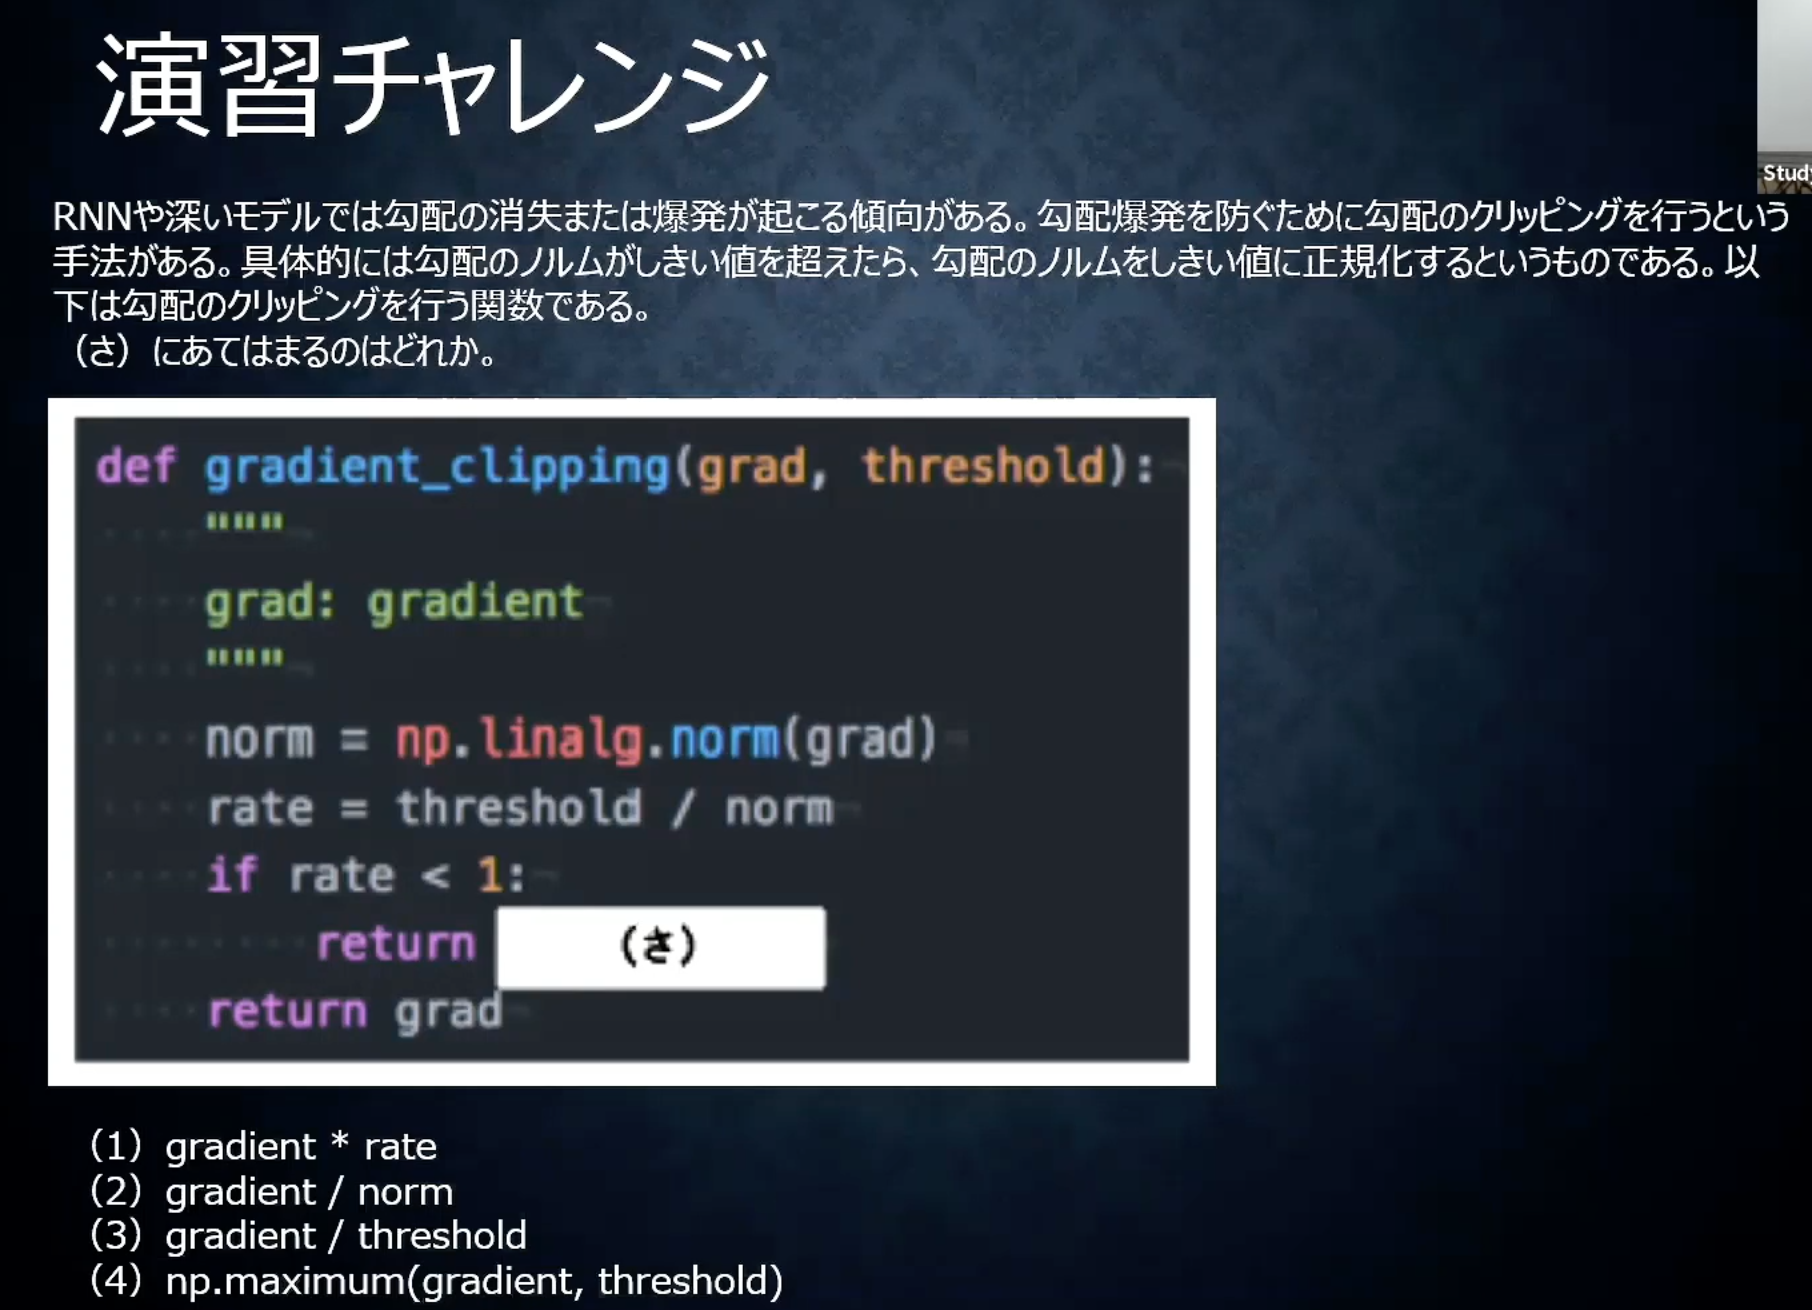 演習チャレンジ
RNNや深いモデルでは勾配の消失または爆発が起こる傾向がある。勾配爆発を防ぐために勾配のクリッピングを行うという
手法がある。具体的には勾配のノルムがしきい値を超えたら、勾配のノルムをしきい値に正規化するというものである。以
下は勾配のクリッピングを行う関数である。
（さ）にあてはまるのはどれか。
def gradient_clipping(grad, threshold):
"""
grad: gradient
"""
norm = np.linalg.norm(grad)
rate = threshold / norm
if rate < 1:
return （さ）
return grad
（1）gradient * rate
（2）gradient / norm
（3）gradient / threshold
（4）np.maximum(gradient, threshold)